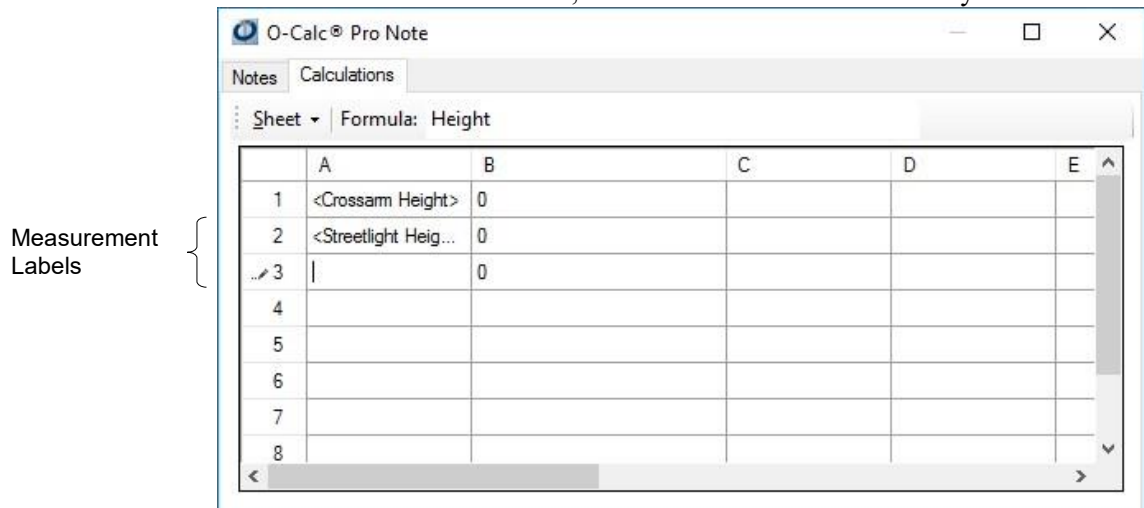 O-Calc® Pro Note
Notes Calculations
Sheet Formula: Height
A B C D E
1 <Crossarm Height> 0
Measurement
Labels
2 <Streetlight Heig... 0
3 0
4
5
6
7
8